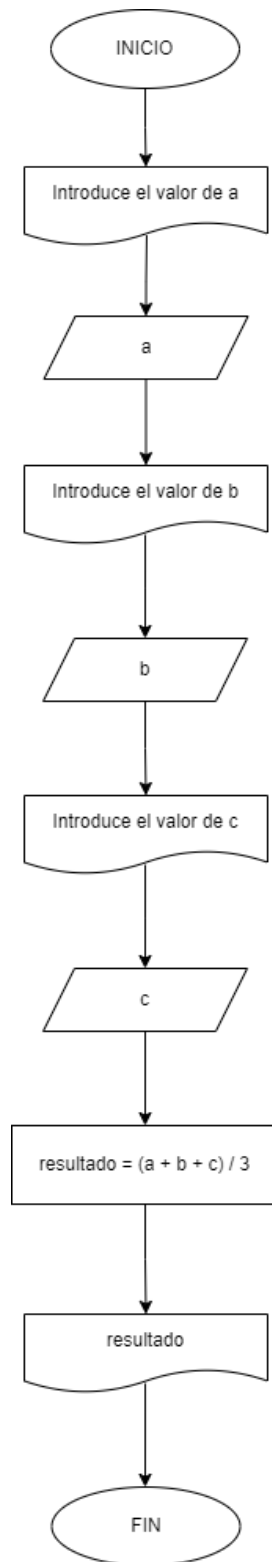 INICIO
Introduce el valor de a
a
Introduce el valor de b
b
Introduce el valor de c
c
resultado = (a + b + c) / 3
resultado
FIN